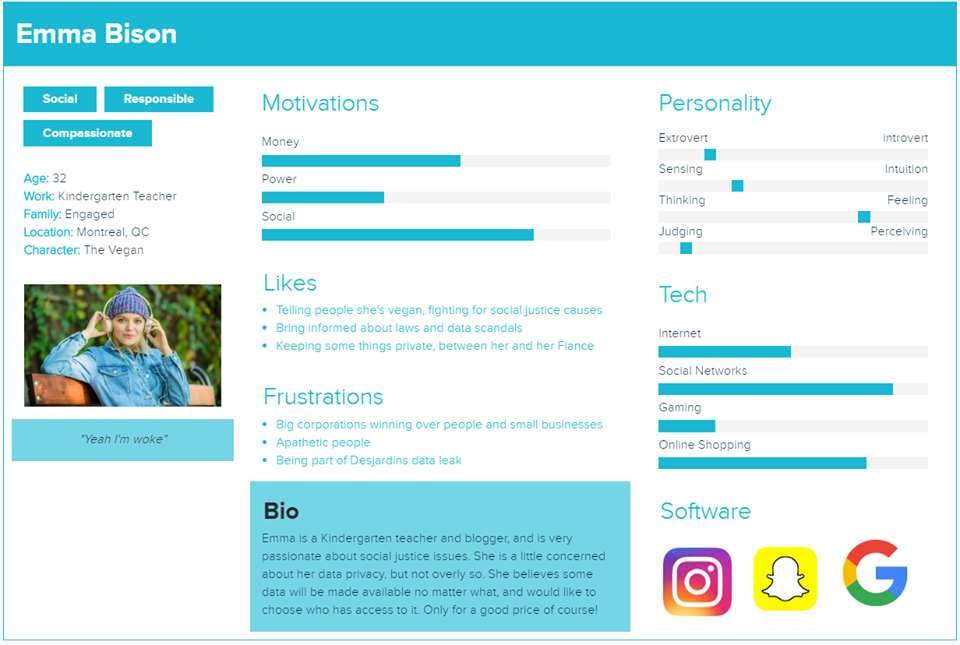 Emma Bison
Social
Responsible
Compassionate
Age: 32
Work: Kindergarten Teacher
Family: Engaged
Location: Montreal, QC
Character: The Vegan
"Yeah I'm woke"
Motivations
Money
Power
Social
Likes
Telling people she's vegan, fighting for social justice causes
Bring informed about laws and data scandals
Keeping some things private, between her and her Fiance
Frustrations
Big corporations winning over people and small businesses
Apathetic people
Being part of Desjardins data leak
Bio
Emma is a Kindergarten teacher and blogger, and is very
passionate about social justice issues. She is a little concerned
about her data privacy, but not overly so. She believes some
data will be made available no matter what, and would like to
choose who has access to it. Only for a good price of course!
Personality
Extrovert introvert
Sensing Intuition
Thinking Feeling
Judging Perceiving
Tech
Internet
Social Networks
Gaming
Online Shopping
Software
G